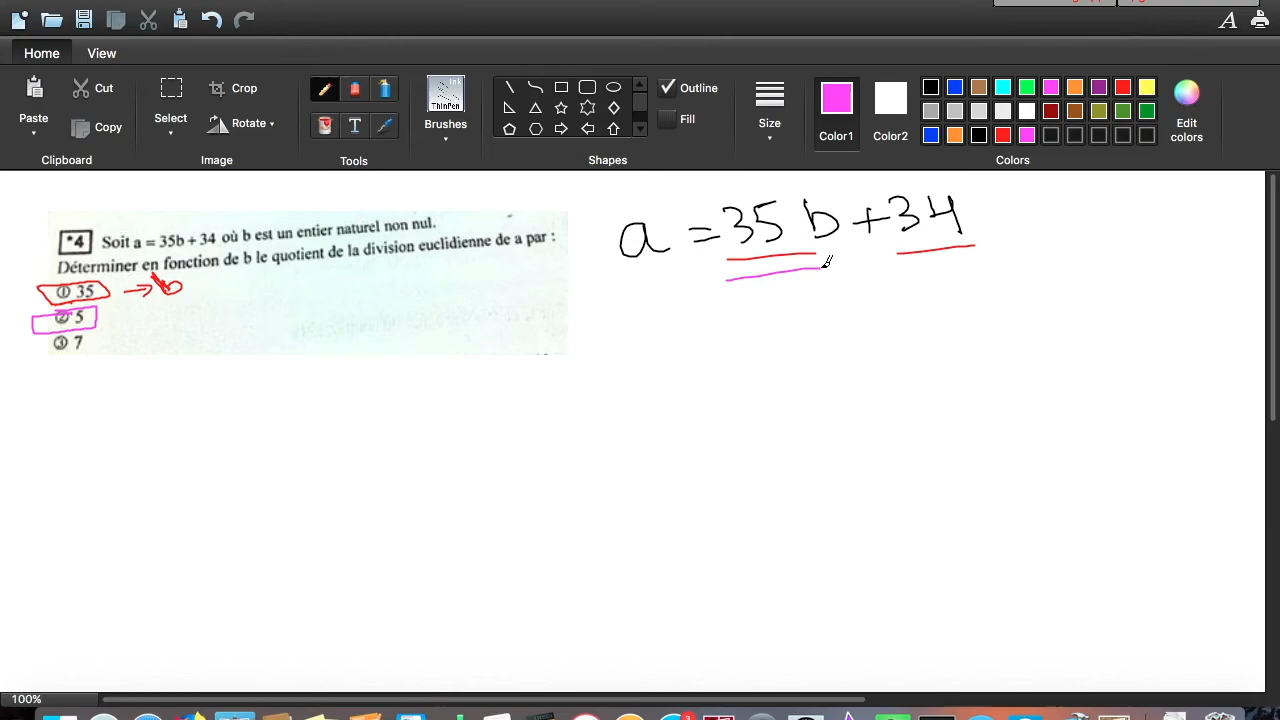 Home View
Paste
Cut
Copy
Clipboard
Select
Crop
Rotate
Image
Tools
Ink
ThinPen
Brushes
Shapes
Outline
Fill
Size
Color1
Color2
Edit colors
Colors
*4 Soit a = 35b + 34 où b est un entier naturel non nul.
Déterminer en fonction de b le quotient de la division euclidienne de a par :
① 35 → b
② 5
③ 7
a = 35 b + 34
100%